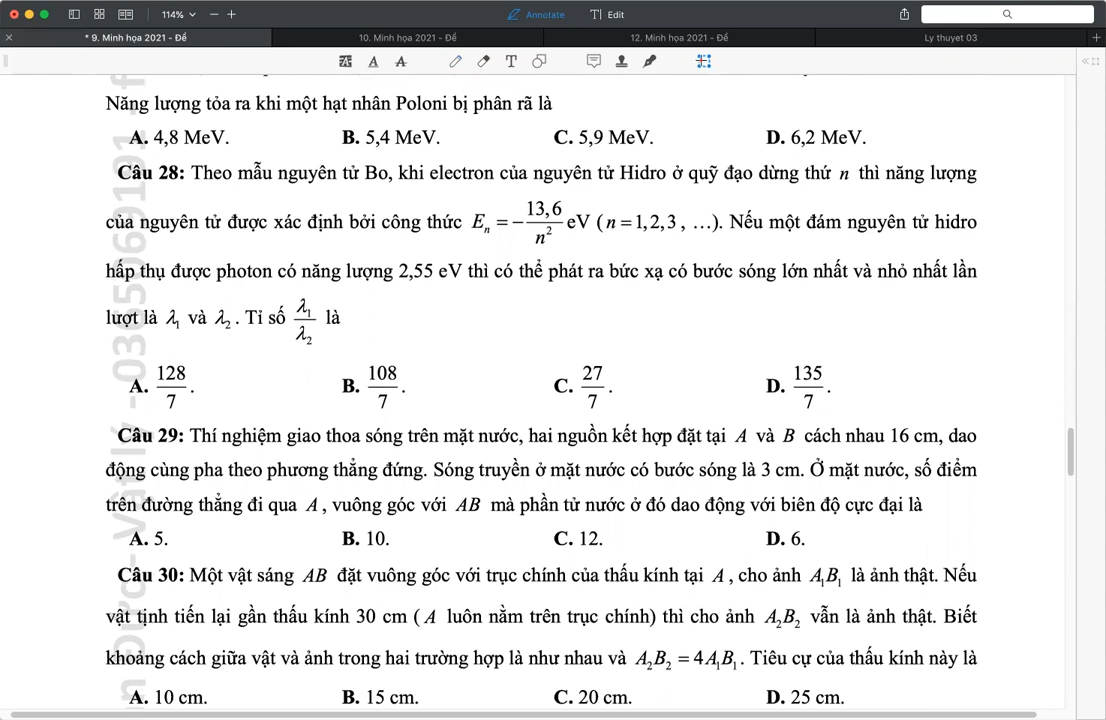 114%
Annotate
Edit
* 9. Minh họa 2021 - Đề
10. Minh họa 2021 - Đề
12. Minh họa 2021 - Đề
Ly thuyet 03
Năng lượng tỏa ra khi một hạt nhân Poloni bị phân rã là
A. 4,8 MeV. B. 5,4 MeV. C. 5,9 MeV. D. 6,2 MeV.
Câu 28: Theo mẫu nguyên tử Bo, khi electron của nguyên tử Hidro ở quỹ đạo dừng thứ n thì năng lượng
của nguyên tử được xác định bởi công thức Eₙ = −13,6/n² eV (n = 1,2,3 , …). Nếu một đám nguyên tử hidro
hấp thụ được photon có năng lượng 2,55 eV thì có thể phát ra bức xạ có bước sóng lớn nhất và nhỏ nhất lần
lượt là λ₁ và λ₂. Tỉ số λ₁/λ₂ là
A. 128/7. B. 108/7. C. 27/7. D. 135/7.
Câu 29: Thí nghiệm giao thoa sóng trên mặt nước, hai nguồn kết hợp đặt tại A và B cách nhau 16 cm, dao
động cùng pha theo phương thẳng đứng. Sóng truyền ở mặt nước có bước sóng là 3 cm. Ở mặt nước, số điểm
trên đường thẳng đi qua A, vuông góc với AB mà phần tử nước ở đó dao động với biên độ cực đại là
A. 5. B. 10. C. 12. D. 6.
Câu 30: Một vật sáng AB đặt vuông góc với trục chính của thấu kính tại A, cho ảnh A₁B₁ là ảnh thật. Nếu
vật tịnh tiến lại gần thấu kính 30 cm (A luôn nằm trên trục chính) thì cho ảnh A₂B₂ vẫn là ảnh thật. Biết
khoảng cách giữa vật và ảnh trong hai trường hợp là như nhau và A₂B₂ = 4A₁B₁. Tiêu cự của thấu kính này là
A. 10 cm. B. 15 cm. C. 20 cm. D. 25 cm.